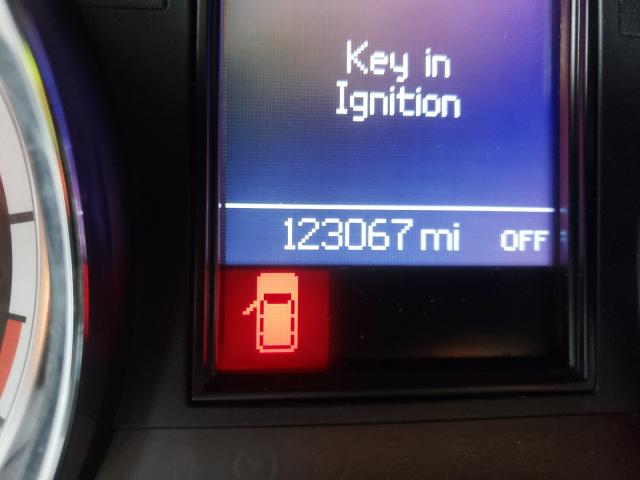 Key in
Ignition
123067 mi OFF